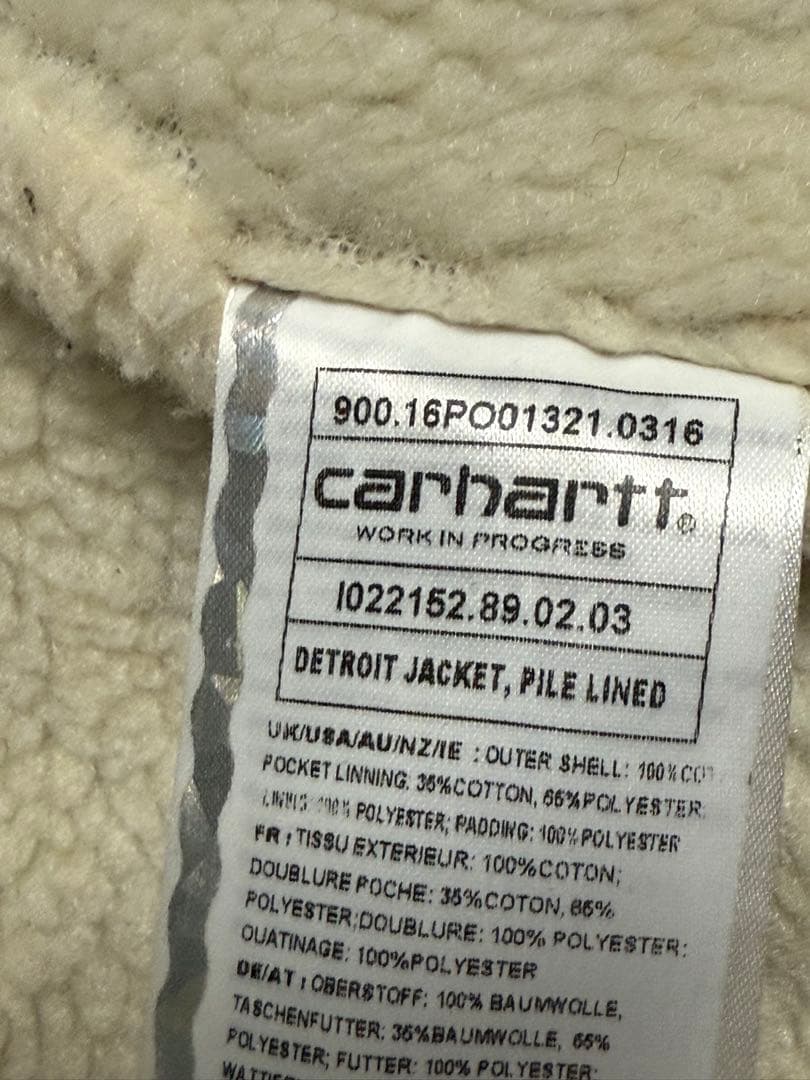 900.16PO01321.0316
carhartt®
WORK IN PROGRESS
I022152.89.02.03
DETROIT JACKET, PILE LINED
UK/USA/AU/NZ/IE : OUTER SHELL: 100%
POCKET LINNING: 35%COTTON, 65%POLYESTER
100% POLYESTER; PADDING: 100%POLYESTER
FR : TISSU EXTERIEUR: 100%COTON;
DOUBLURE POCHE: 35%COTON, 65%
POLYESTER;DOUBLURE: 100% POLYESTER;
OUATINAGE: 100%POLYESTER
DE/AT : OBERSTOFF: 100% BAUMWOLLE,
TASCHENFUTTER: 35%BAUMWOLLE, 65%
POLYESTER; FUTTER: 100% POLYESTER;